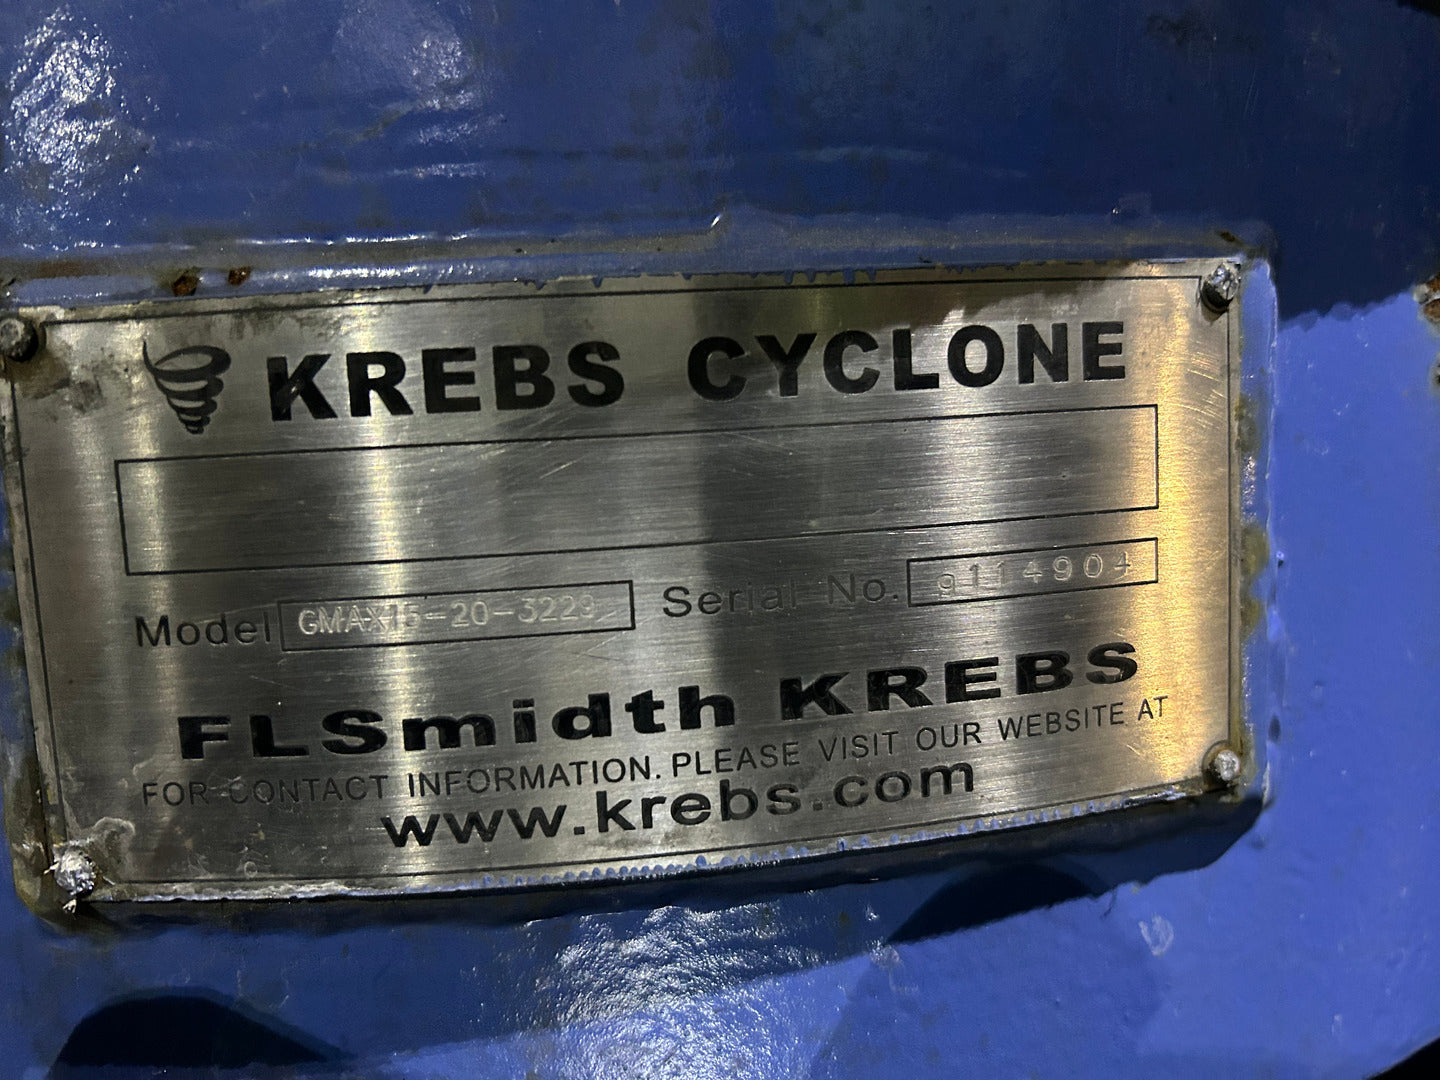 KREBS CYCLONE
Model GMAX15-20-3229 Serial No. 9114904
FLSmidth KREBS
FOR CONTACT INFORMATION. PLEASE VISIT OUR WEBSITE AT
www.krebs.com